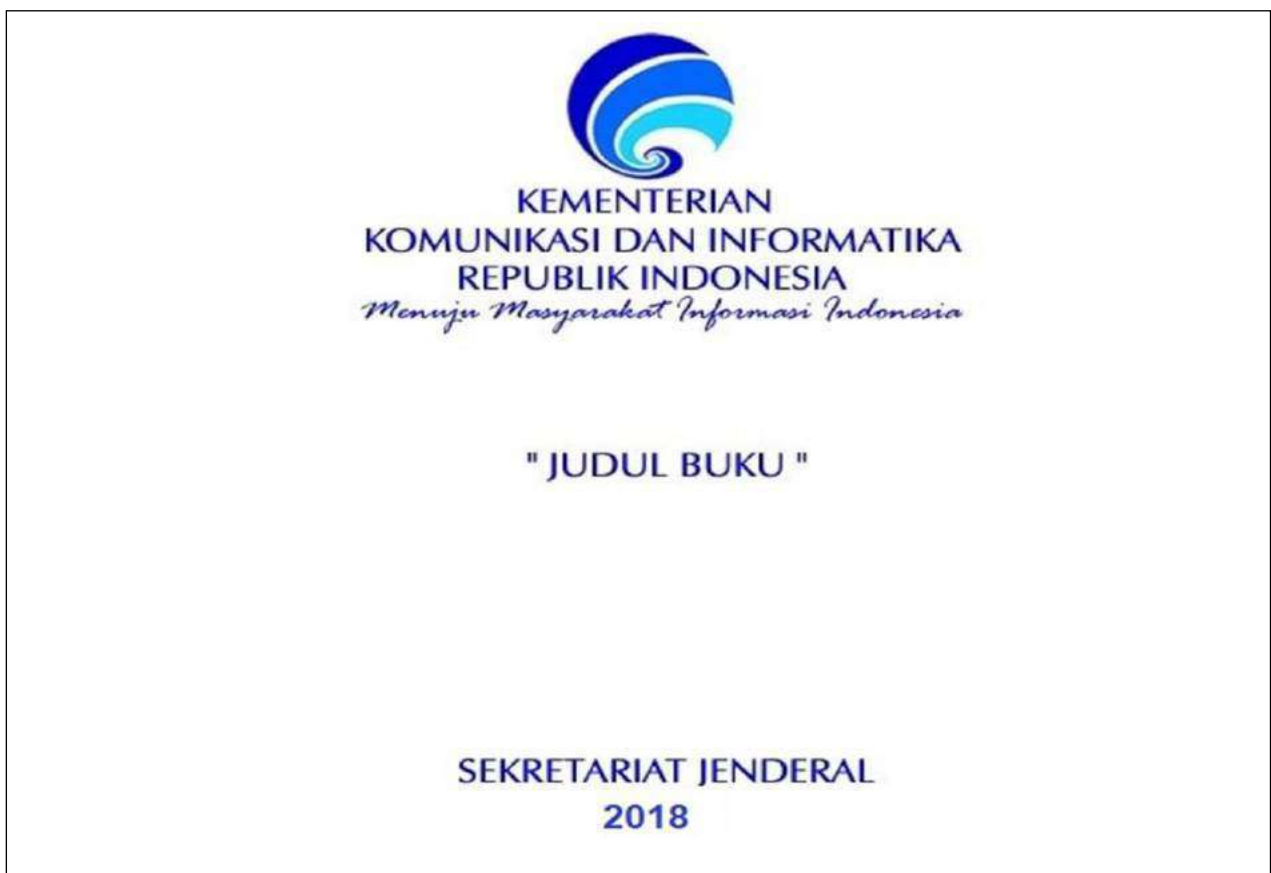 KEMENTERIAN
KOMUNIKASI DAN INFORMATIKA
REPUBLIK INDONESIA
Menuju Masyarakat Informasi Indonesia
" JUDUL BUKU "
SEKRETARIAT JENDERAL
2018